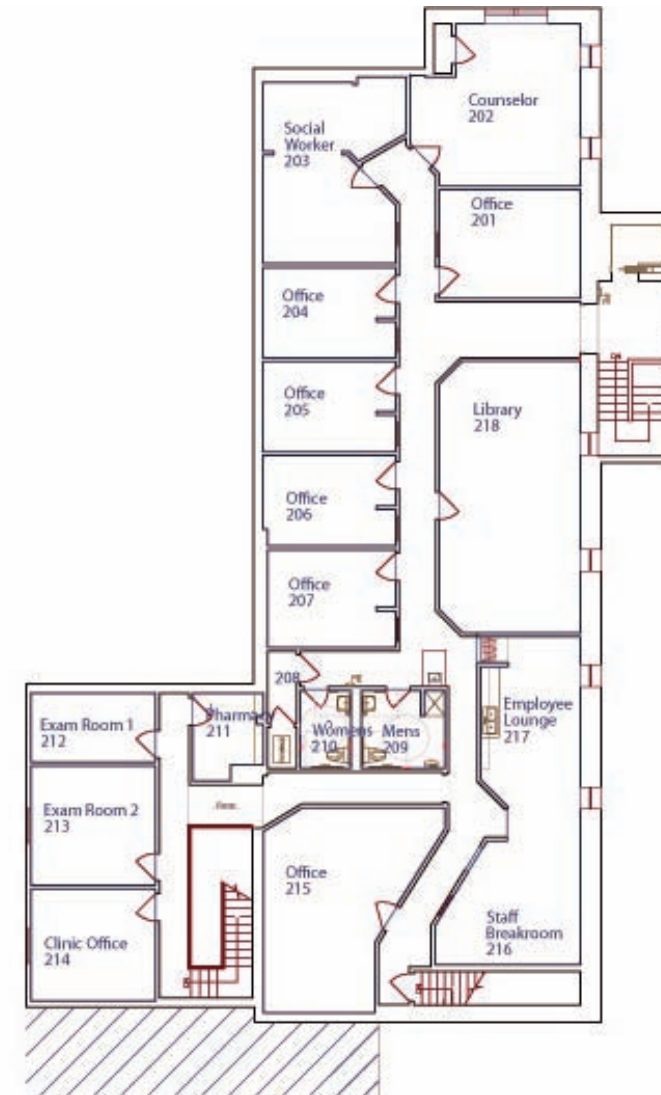 Counselor
202
Social
Worker
203
Office
201
Office
204
Office
205
Library
218
Office
206
Office
207
208
Pharmacy
211
Womens
210
Mens
209
Employee
Lounge
217
Exam Room 1
212
Exam Room 2
213
Office
215
Staff
Breakroom
216
Clinic Office
214